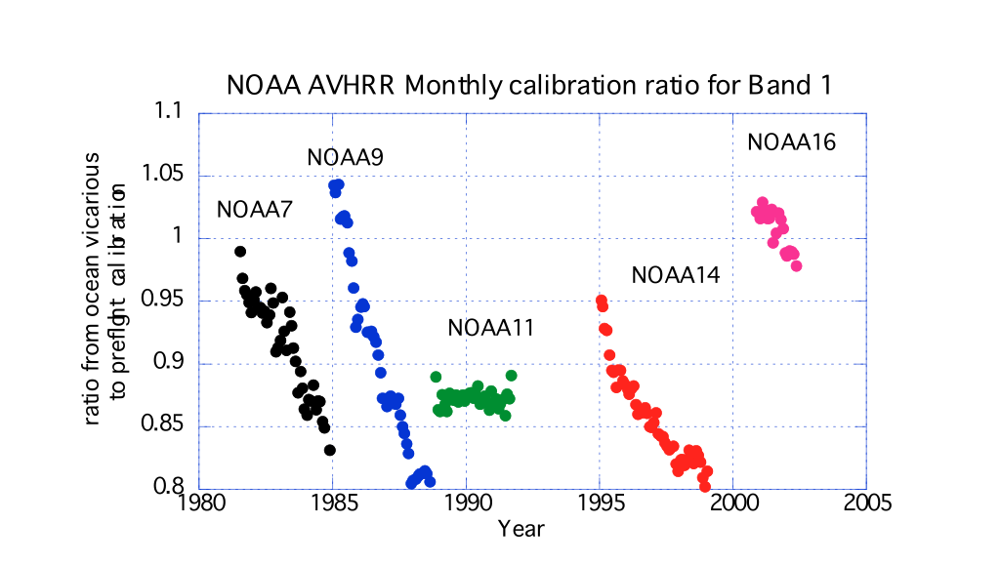 NOAA AVHRR Monthly calibration ratio for Band 1
ratio from ocean vicarious
to preflight calibration
1.1
1.05
1
0.95
0.9
0.85
0.8
NOAA7
NOAA9
NOAA11
NOAA14
NOAA16
1980
1985
1990
1995
2000
2005
Year